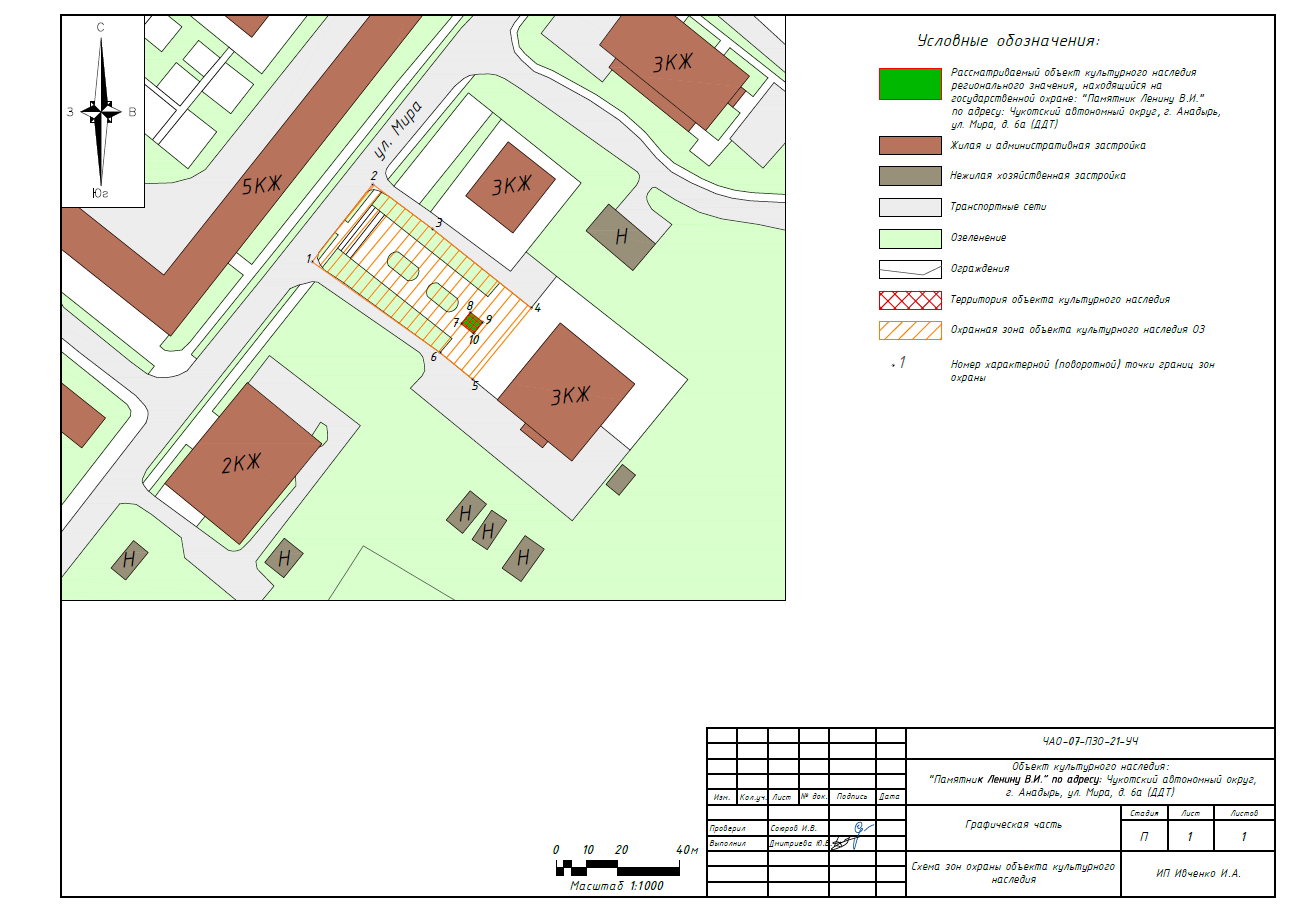 С
З
В
Юг
ул. Мира
5КЖ
3КЖ
3КЖ
Н
2
3
1
4
8
7
9
10
6
5
3КЖ
2КЖ
Н
Н
Н
Н
Н
Условные обозначения:
Рассматриваемый объект культурного наследия
регионального значения, находящийся на
государственной охране: "Памятник Ленину В.И."
по адресу: Чукотский автономный округ, г. Анадырь,
ул. Мира, д. 6а (ДДТ)
Жилая и административная застройка
Нежилая хозяйственная застройка
Транспортные сети
Озеленение
Ограждения
Территория объекта культурного наследия
Охранная зона объекта культурного наследия ОЗ
1
Номер характерной (поворотной) точки границ зон
охраны
0 10 20 40м
Масштаб 1:1000
ЧАО-07-ПЗО-21-УЧ
Объект культурного наследия:
"Памятник Ленину В.И." по адресу: Чукотский автономный округ,
г. Анадырь, ул. Мира, д. 6а (ДДТ)
Изм. Кол.уч. Лист № док. Подпись Дата
Графическая часть
Стадия Лист Листов
П 1 1
Проверил Союров И.В.
Выполнил Дмитриева Ю.В.
Схема зон охраны объекта культурного
наследия
ИП Ивченко И.А.